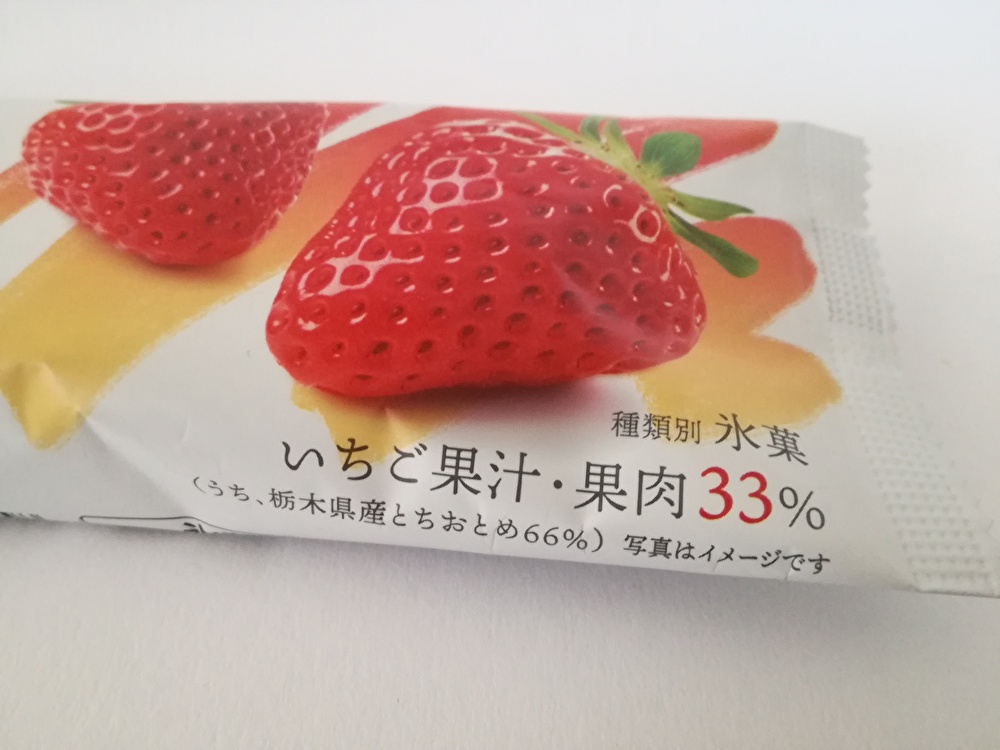 種類別 氷菓
いちご果汁・果肉33%
(うち、栃木県産とちおとめ66%) 写真はイメージです